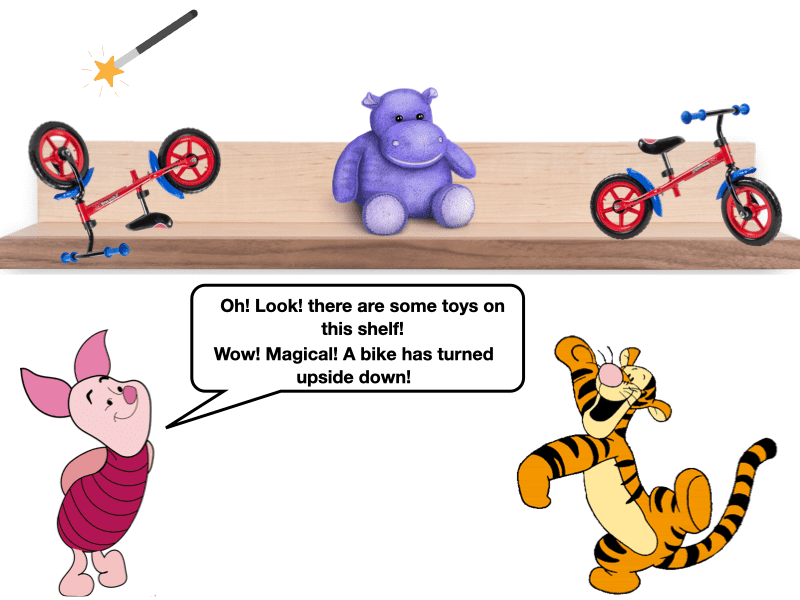 Oh! Look! there are some toys on
this shelf!
Wow! Magical! A bike has turned
upside down!